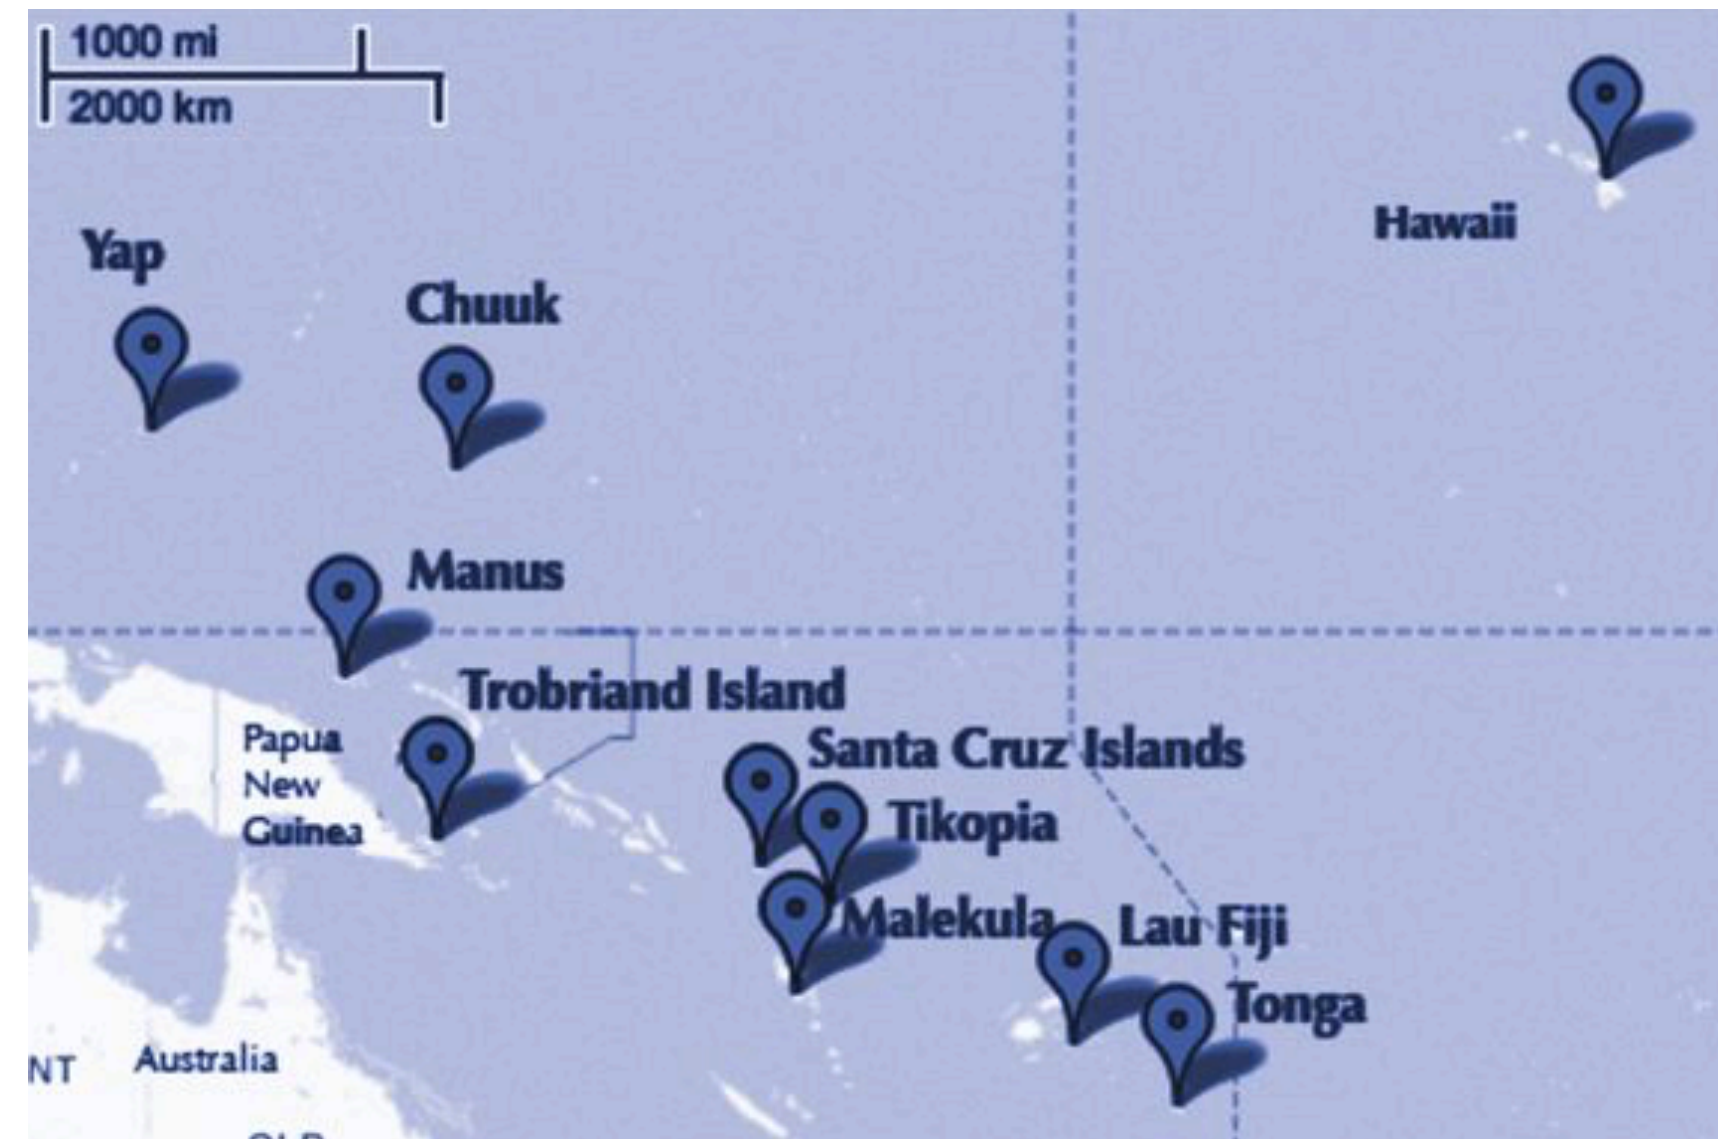 1000 mi
2000 km
Hawaii
Yap
Chuuk
Manus
Trobriand Island
Papua
New
Guinea
Santa Cruz Islands
Tikopia
Malekula
Lau Fiji
Tonga
NT
Australia